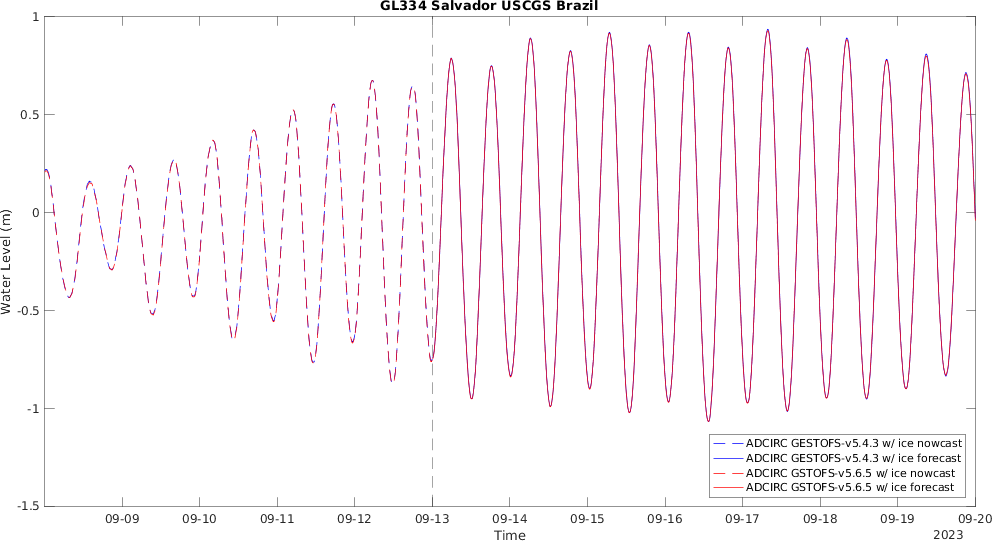 GL334 Salvador USCGS Brazil
1
0.5
0
-0.5
-1
-1.5
Water Level (m)
ADCIRC GESTOFS-v5.4.3 w/ ice nowcast
ADCIRC GESTOFS-v5.4.3 w/ ice forecast
ADCIRC GSTOFS-v5.6.5 w/ ice nowcast
ADCIRC GSTOFS-v5.6.5 w/ ice forecast
09-09 09-10 09-11 09-12 09-13 09-14 09-15 09-16 09-17 09-18 09-19 09-20
Time
2023